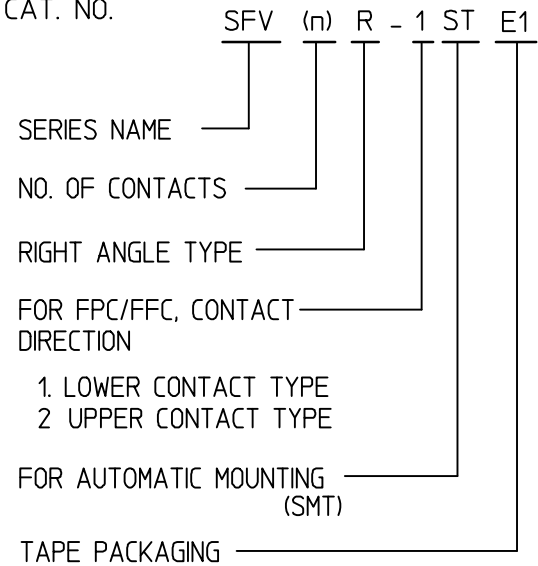 CAT. NO.
SFV (n) R - 1 ST E1
SERIES NAME
NO. OF CONTACTS
RIGHT ANGLE TYPE
FOR FPC/FFC, CONTACT
DIRECTION
1. LOWER CONTACT TYPE
2 UPPER CONTACT TYPE
FOR AUTOMATIC MOUNTING
(SMT)
TAPE PACKAGING